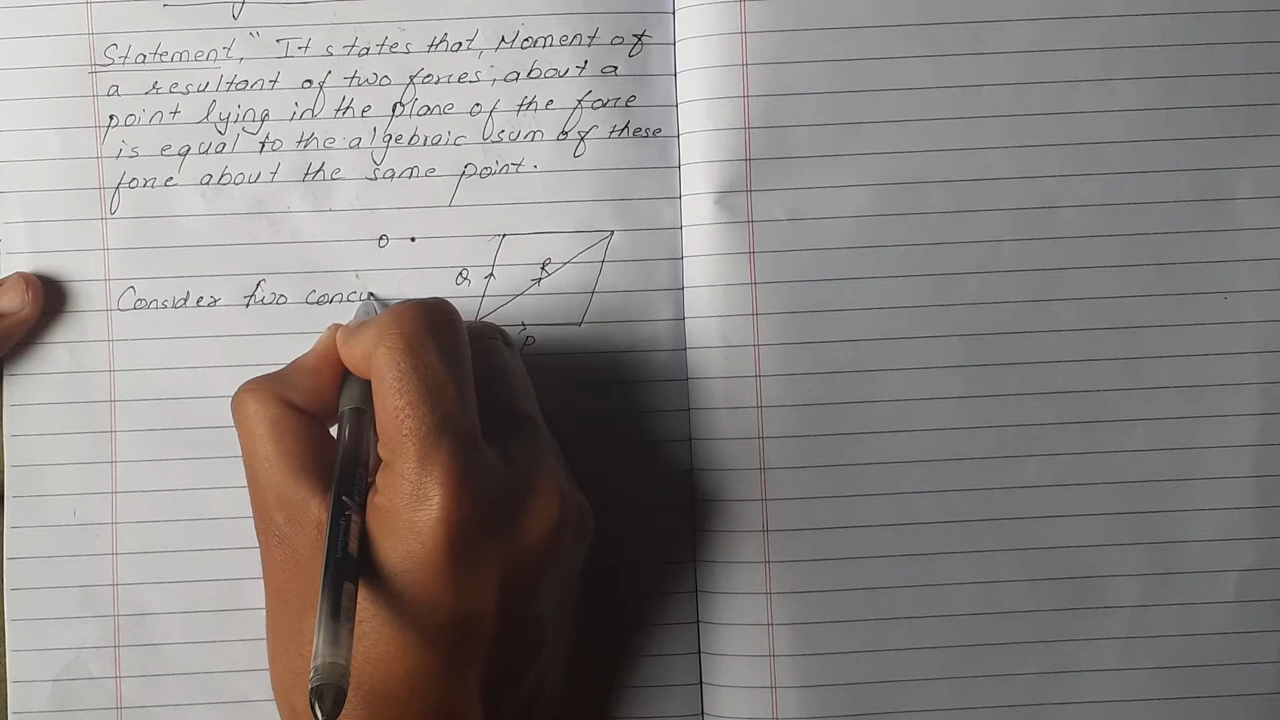 Statement, " It states that, Moment of
a resultant of two forces, about a
point lying in the plane of the force
is equal to the algebraic sum of these
force about the same point.
O
Q R
Consider two concu
P